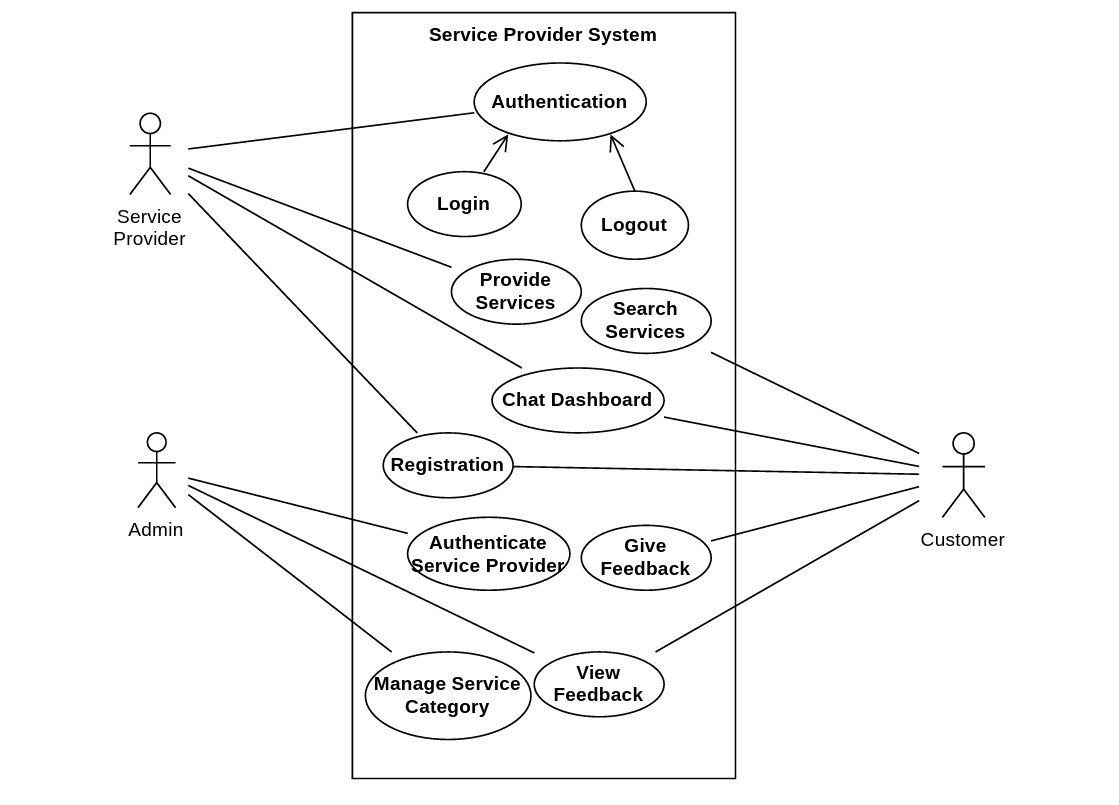 Service Provider System
Authentication
Login
Logout
Service
Provider
Provide
Services
Search
Services
Chat Dashboard
Registration
Admin
Customer
Authenticate
Service Provider
Give
Feedback
Manage Service
Category
View
Feedback